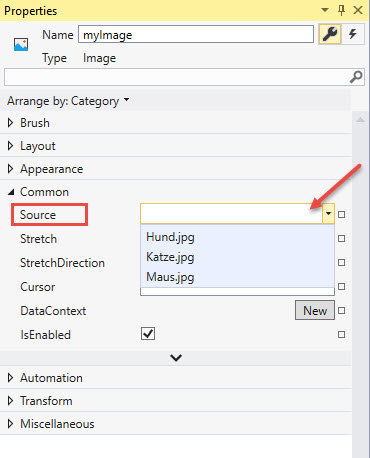 Properties
Name myImage
Type Image
Arrange by: Category
Brush
Layout
Appearance
Common
Source
Stretch Hund.jpg
StretchDirection Katze.jpg
Maus.jpg
Cursor
DataContext New
IsEnabled
Automation
Transform
Miscellaneous